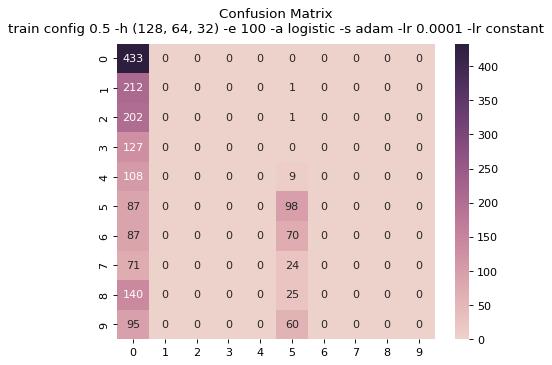 Confusion Matrix
train config 0.5 -h (128, 64, 32) -e 100 -a logistic -s adam -lr 0.0001 -lr constant
0 433 0 0 0 0 0 0 0 0 0
1 212 0 0 0 0 1 0 0 0 0
2 202 0 0 0 0 1 0 0 0 0
3 127 0 0 0 0 0 0 0 0 0
4 108 0 0 0 0 9 0 0 0 0
5 87 0 0 0 0 98 0 0 0 0
6 87 0 0 0 0 70 0 0 0 0
7 71 0 0 0 0 24 0 0 0 0
8 140 0 0 0 0 25 0 0 0 0
9 95 0 0 0 0 60 0 0 0 0
0 1 2 3 4 5 6 7 8 9
400
350
300
250
200
150
100
50
0